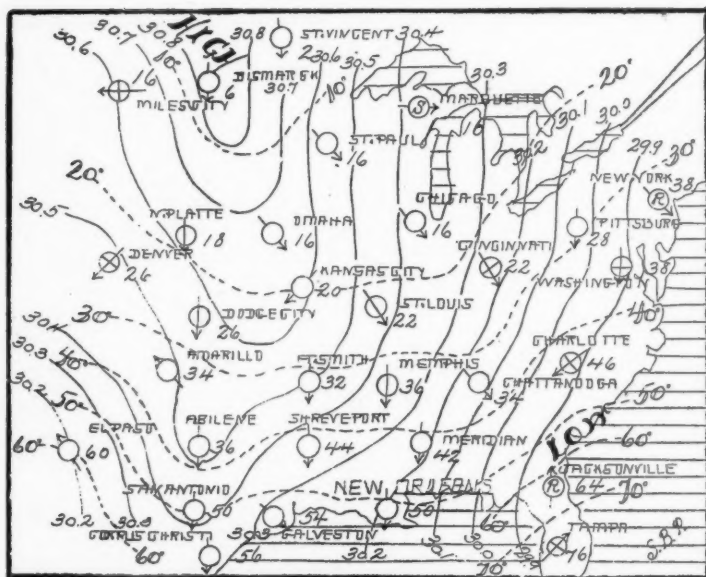 30.6 30.7 30.8 HIGH 30.8 ST. VINCENT 30.4
30.6 30.5
10° BISMARCK 6 30.7 10° 30.3 20°
16 MILES CITY S MARQUETTE 16 30.1 30.0
ST. PAUL 16 30.2 29.9 30°
20° CHICAGO NEW YORK R 38
30.5 N. PLATTE 18 OMAHA 16 16 PITTSBURG 28
DENVER 26 CINCINNATI 22 WASHINGTON 38
KANSAS CITY 20
DODGE CITY 26 ST. LOUIS 22
30° 40°
30.4 AMARILLO 34 FT. SMITH 32 MEMPHIS 36 CHARLOTTE 46
30.3 40° CHATTANOOGA 34
30.2 50° 50°
EL PASO 60 ABILENE 36 SHREVEPORT 44 MERIDIAN 42 LOW 60°
60° JACKSONVILLE R 64 70°
SAN ANTONIO 50 NEW ORLEANS 50
54 60° TAMPA 76
30.2 CORPUS CHRISTI 56 GALVESTON 30.2 70°
60°